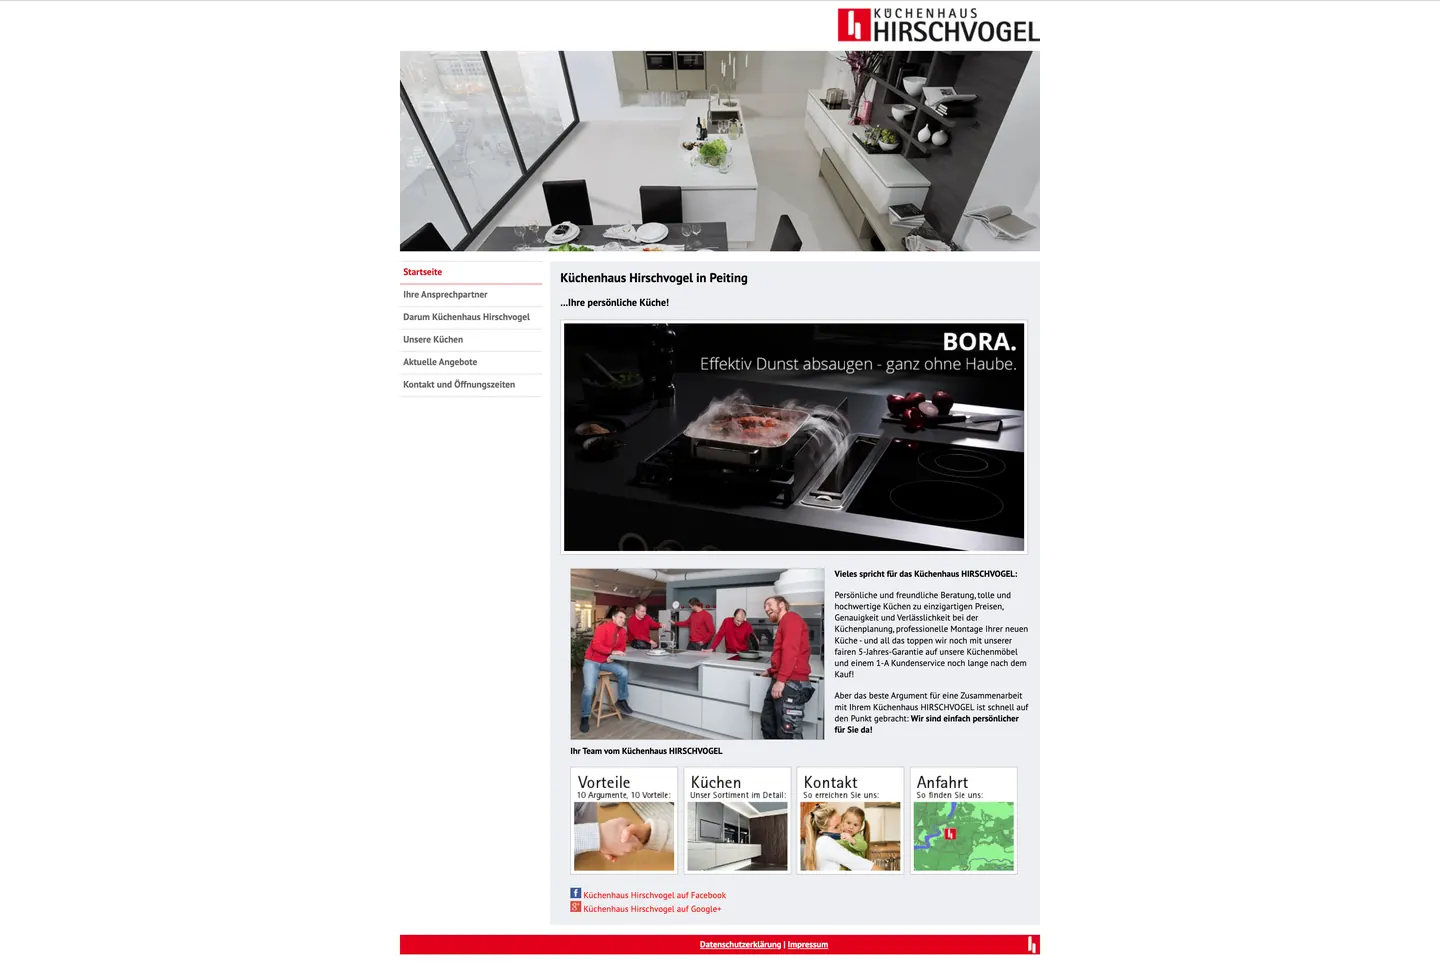 KÜCHENHAUS
HIRSCHVOGEL
Startseite
Ihre Ansprechpartner
Darum Küchenhaus Hirschvogel
Unsere Küchen
Aktuelle Angebote
Kontakt und Öffnungszeiten
Küchenhaus Hirschvogel in Peiting
...Ihre persönliche Küche!
BORA.
Effektiv Dunst absaugen - ganz ohne Haube.
Vieles spricht für das Küchenhaus HIRSCHVOGEL:
Persönliche und freundliche Beratung, tolle und
hochwertige Küchen zu einzigartigen Preisen,
Genauigkeit und Verlässlichkeit bei der
Küchenplanung, professionelle Montage Ihrer neuen
Küche - und all das toppen wir noch mit unserer
fairen 5-Jahres-Garantie auf unsere Küchenmöbel
und einem 1-A Kundenservice noch lange nach dem
Kauf!
Aber das beste Argument für eine Zusammenarbeit
mit Ihrem Küchenhaus HIRSCHVOGEL ist schnell auf
den Punkt gebracht: Wir sind einfach persönlicher
für Sie da!
Ihr Team vom Küchenhaus HIRSCHVOGEL
Vorteile
10 Argumente, 10 Vorteile:
Küchen
Unser Sortiment im Detail:
Kontakt
So erreichen Sie uns:
Anfahrt
So finden Sie uns:
Küchenhaus Hirschvogel auf Facebook
Küchenhaus Hirschvogel auf Google+
Datenschutzerklärung | Impressum